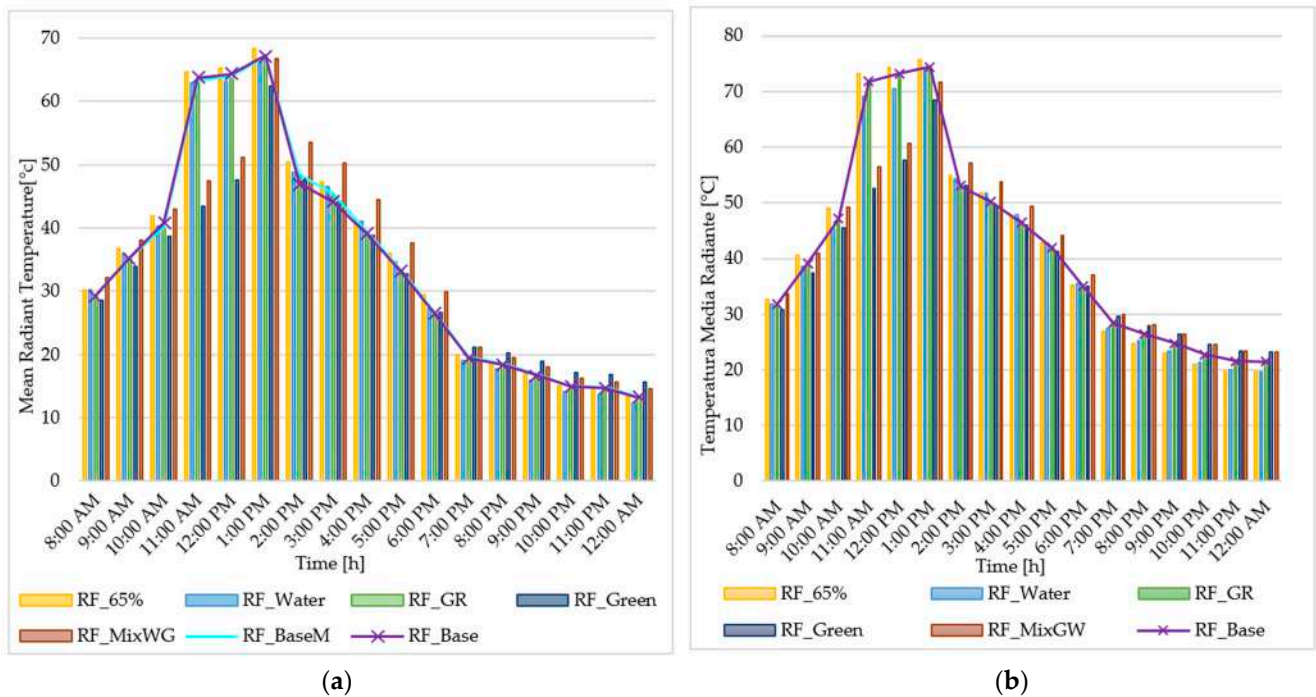 70
60
50
40
30
20
10
0
Mean Radiant Temperature[°c]
8:00 AM
9:00 AM
10:00 AM
11:00 AM
12:00 PM
1:00 PM
2:00 PM
3:00 PM
4:00 PM
5:00 PM
6:00 PM
7:00 PM
8:00 PM
9:00 PM
10:00 PM
11:00 PM
12:00 AM
Time [h]
RF_65% RF_Water RF_GR RF_Green
RF_MixWG RF_BaseM RF_Base
(a)
80
70
60
50
40
30
20
10
0
Temperatura Media Radiante [°C]
8:00 AM
9:00 AM
10:00 AM
11:00 AM
12:00 PM
1:00 PM
2:00 PM
3:00 PM
4:00 PM
5:00 PM
6:00 PM
7:00 PM
8:00 PM
9:00 PM
10:00 PM
11:00 PM
12:00 AM
Time [h]
RF_65% RF_Water RF_GR
RF_Green RF_MixGW RF_Base
(b)